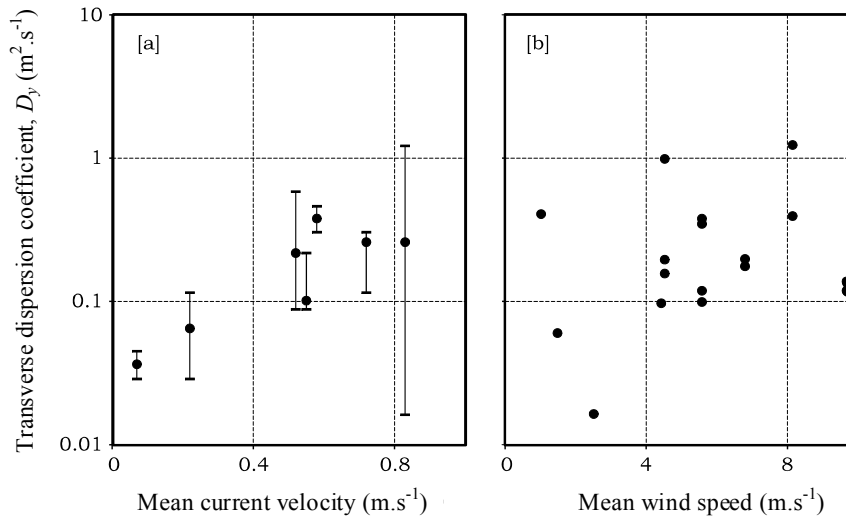 Transverse dispersion coefficient, D_y (m².s⁻¹)
10
1
0.1
0.01
[a]
0
0.4
0.8
Mean current velocity (m.s⁻¹)
[b]
0
4
8
Mean wind speed (m.s⁻¹)